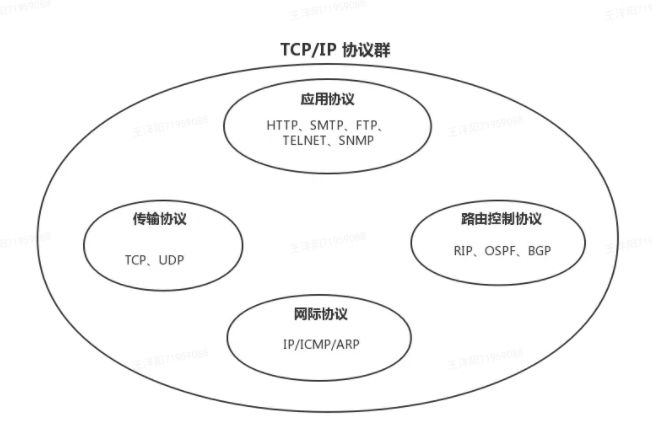 TCP/IP 协议群
应用协议
HTTP、SMTP、FTP、
TELNET、SNMP
传输协议
TCP、UDP
路由控制协议
RIP、OSPF、BGP
网际协议
IP/ICMP/ARP